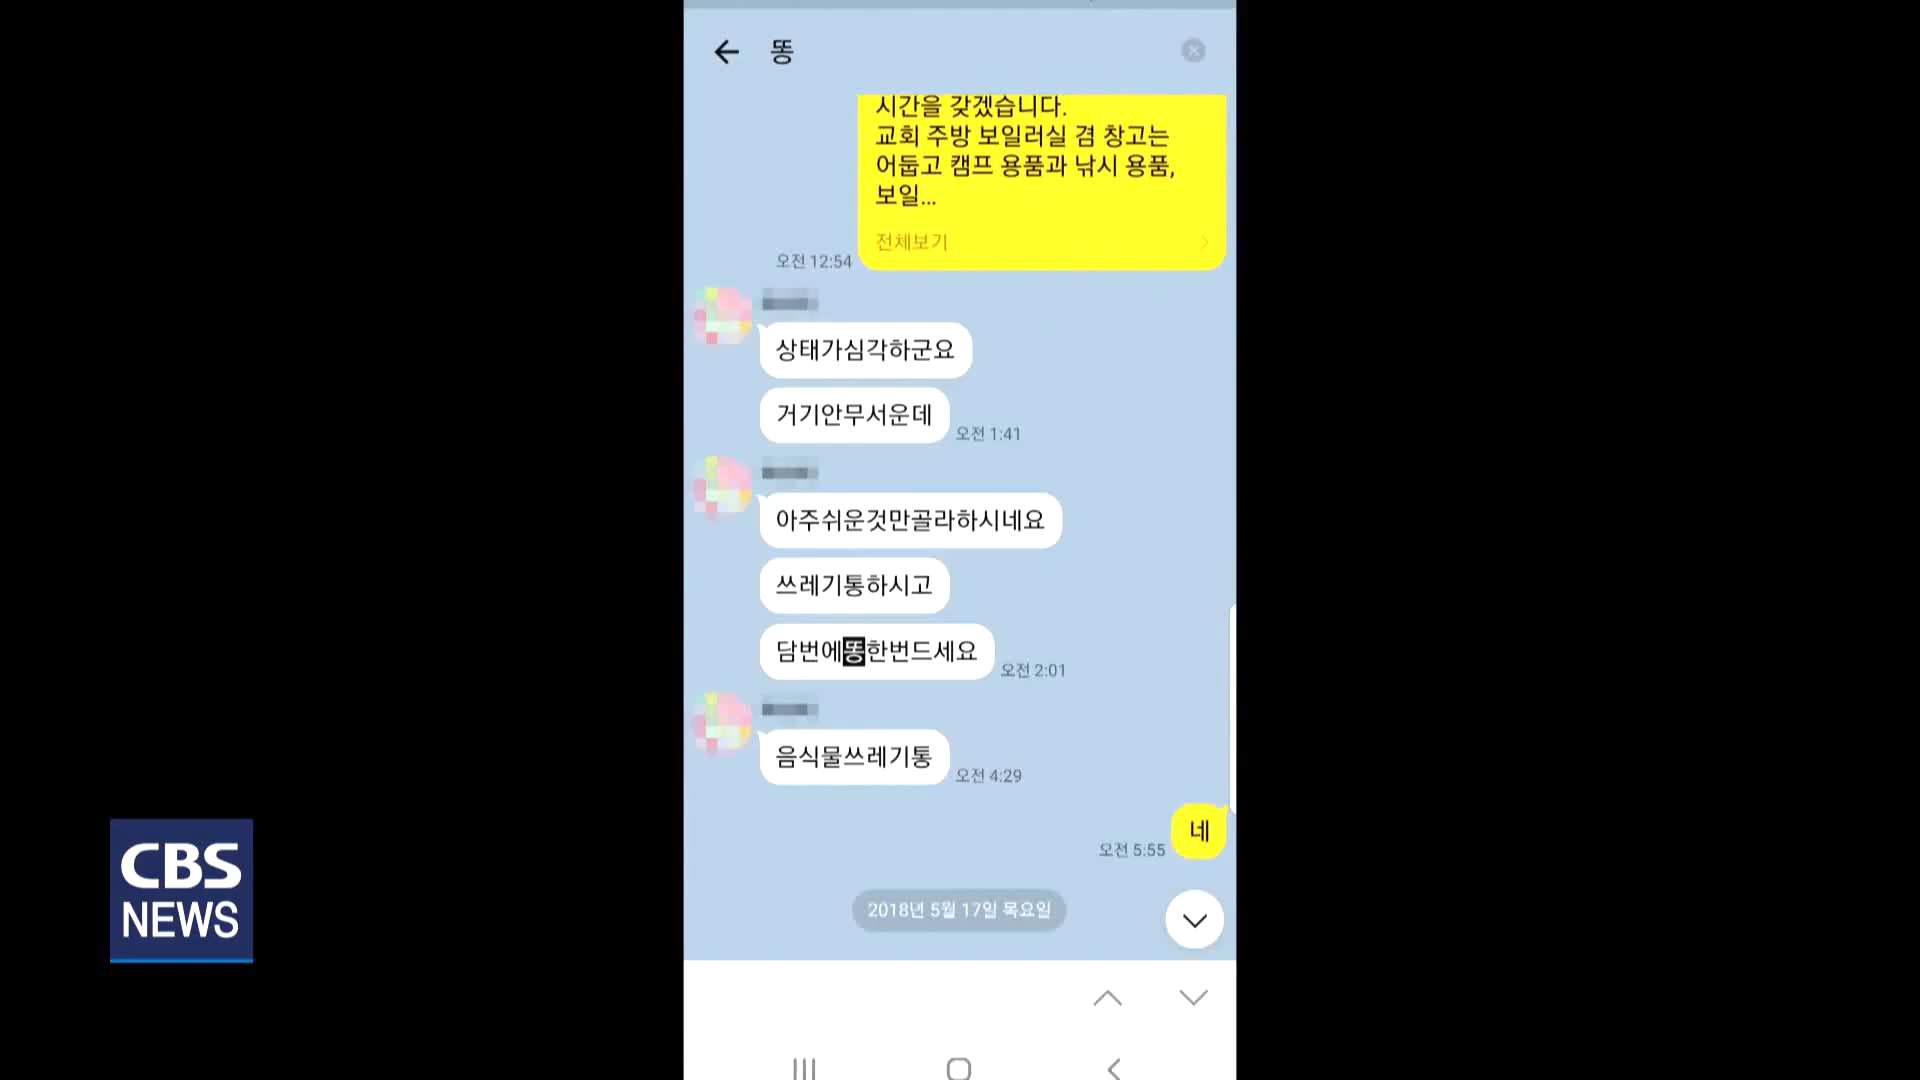 똥
시간을 갖겠습니다.
교회 주방 보일러실 겸 창고는
어둡고 캠프 용품과 낚시 용품,
보일...
전체보기
오전 12:54
상태가심각하군요
거기안무서운데
오전 1:41
아주쉬운것만골라하시네요
쓰레기통하시고
담번에똥한번드세요
오전 2:01
음식물쓰레기통
오전 4:29
네
오전 5:55
2018년 5월 17일 목요일
CBS
NEWS